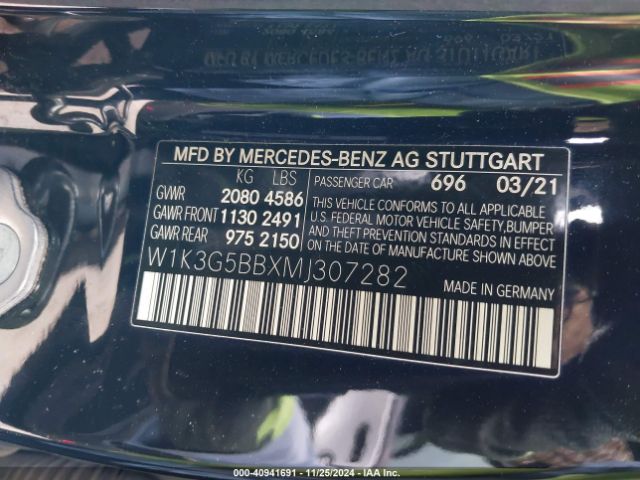 MFD BY MERCEDES-BENZ AG STUTTGART
KG LBS
GVWR 2080 4586
GAWR FRONT 1130 2491
GAWR REAR 975 2150
PASSENGER CAR 696 03/21
THIS VEHICLE CONFORMS TO ALL APPLICABLE
U.S. FEDERAL MOTOR VEHICLE SAFETY, BUMPER
AND THEFT PREVENTION STANDARDS IN EFFECT
ON THE DATE OF MANUFACTURE SHOWN ABOVE
W1K3G5BBXMJ307282
MADE IN GERMANY
000-40941691 - 11/25/2024 - IAA Inc.